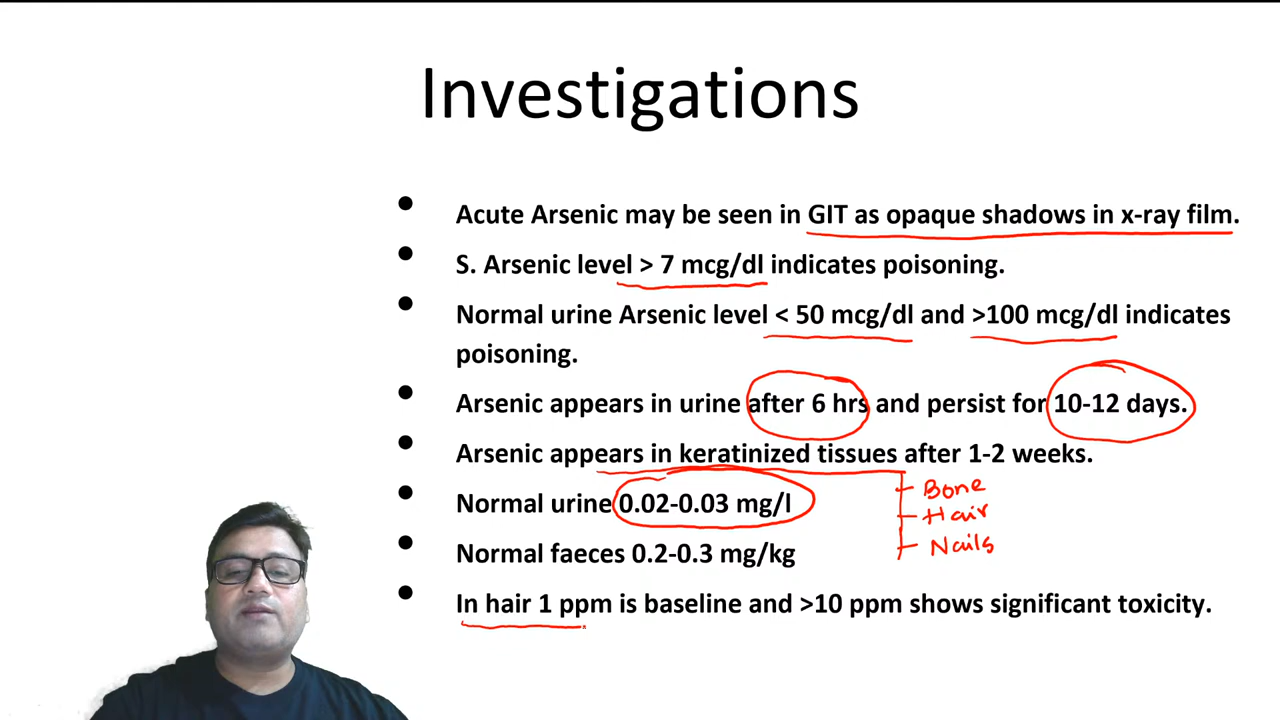 Investigations
• Acute Arsenic may be seen in GIT as opaque shadows in x-ray film.
• S. Arsenic level > 7 mcg/dl indicates poisoning.
• Normal urine Arsenic level < 50 mcg/dl and >100 mcg/dl indicates
poisoning.
• Arsenic appears in urine after 6 hrs and persist for 10-12 days.
• Arsenic appears in keratinized tissues after 1-2 weeks.
Bone
• Normal urine 0.02-0.03 mg/l
Hair
Nails
• Normal faeces 0.2-0.3 mg/kg
• In hair 1 ppm is baseline and >10 ppm shows significant toxicity.